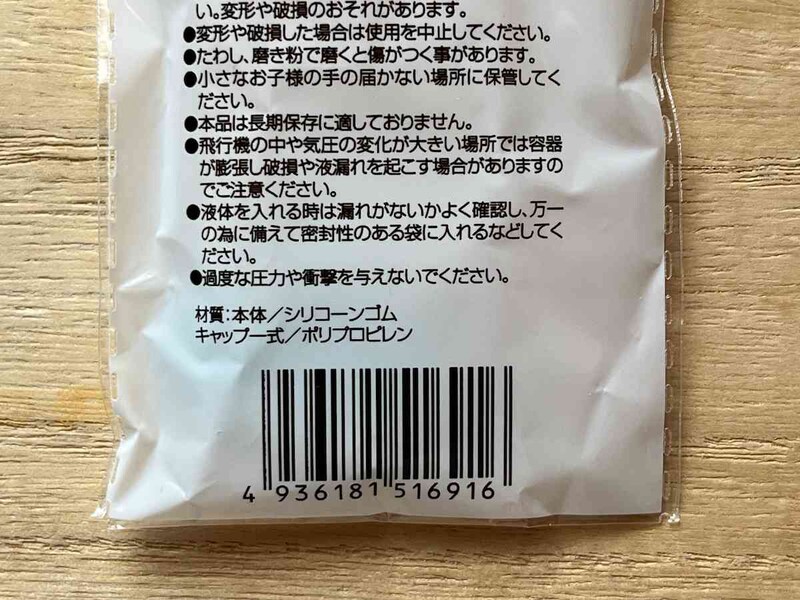 い。変形や破損のおそれがあります。
●変形や破損した場合は使用を中止してください。
●たわし、磨き粉で磨くと傷がつく事があります。
●小さなお子様の手の届かない場所に保管してく
ださい。
●本品は長期保存に適しておりません。
●飛行機の中や気圧の変化が大きい場所では容器
が膨張し破損や液漏れを起こす場合がありますの
でご注意ください。
●液体を入れる時は漏れがないかよく確認し、万一
の為に備えて密封性のある袋に入れるなどしてく
ださい。
●過度な圧力や衝撃を与えないでください。
材質：本体／シリコーンゴム
キャップ一式／ポリプロピレン
4 936181 516916